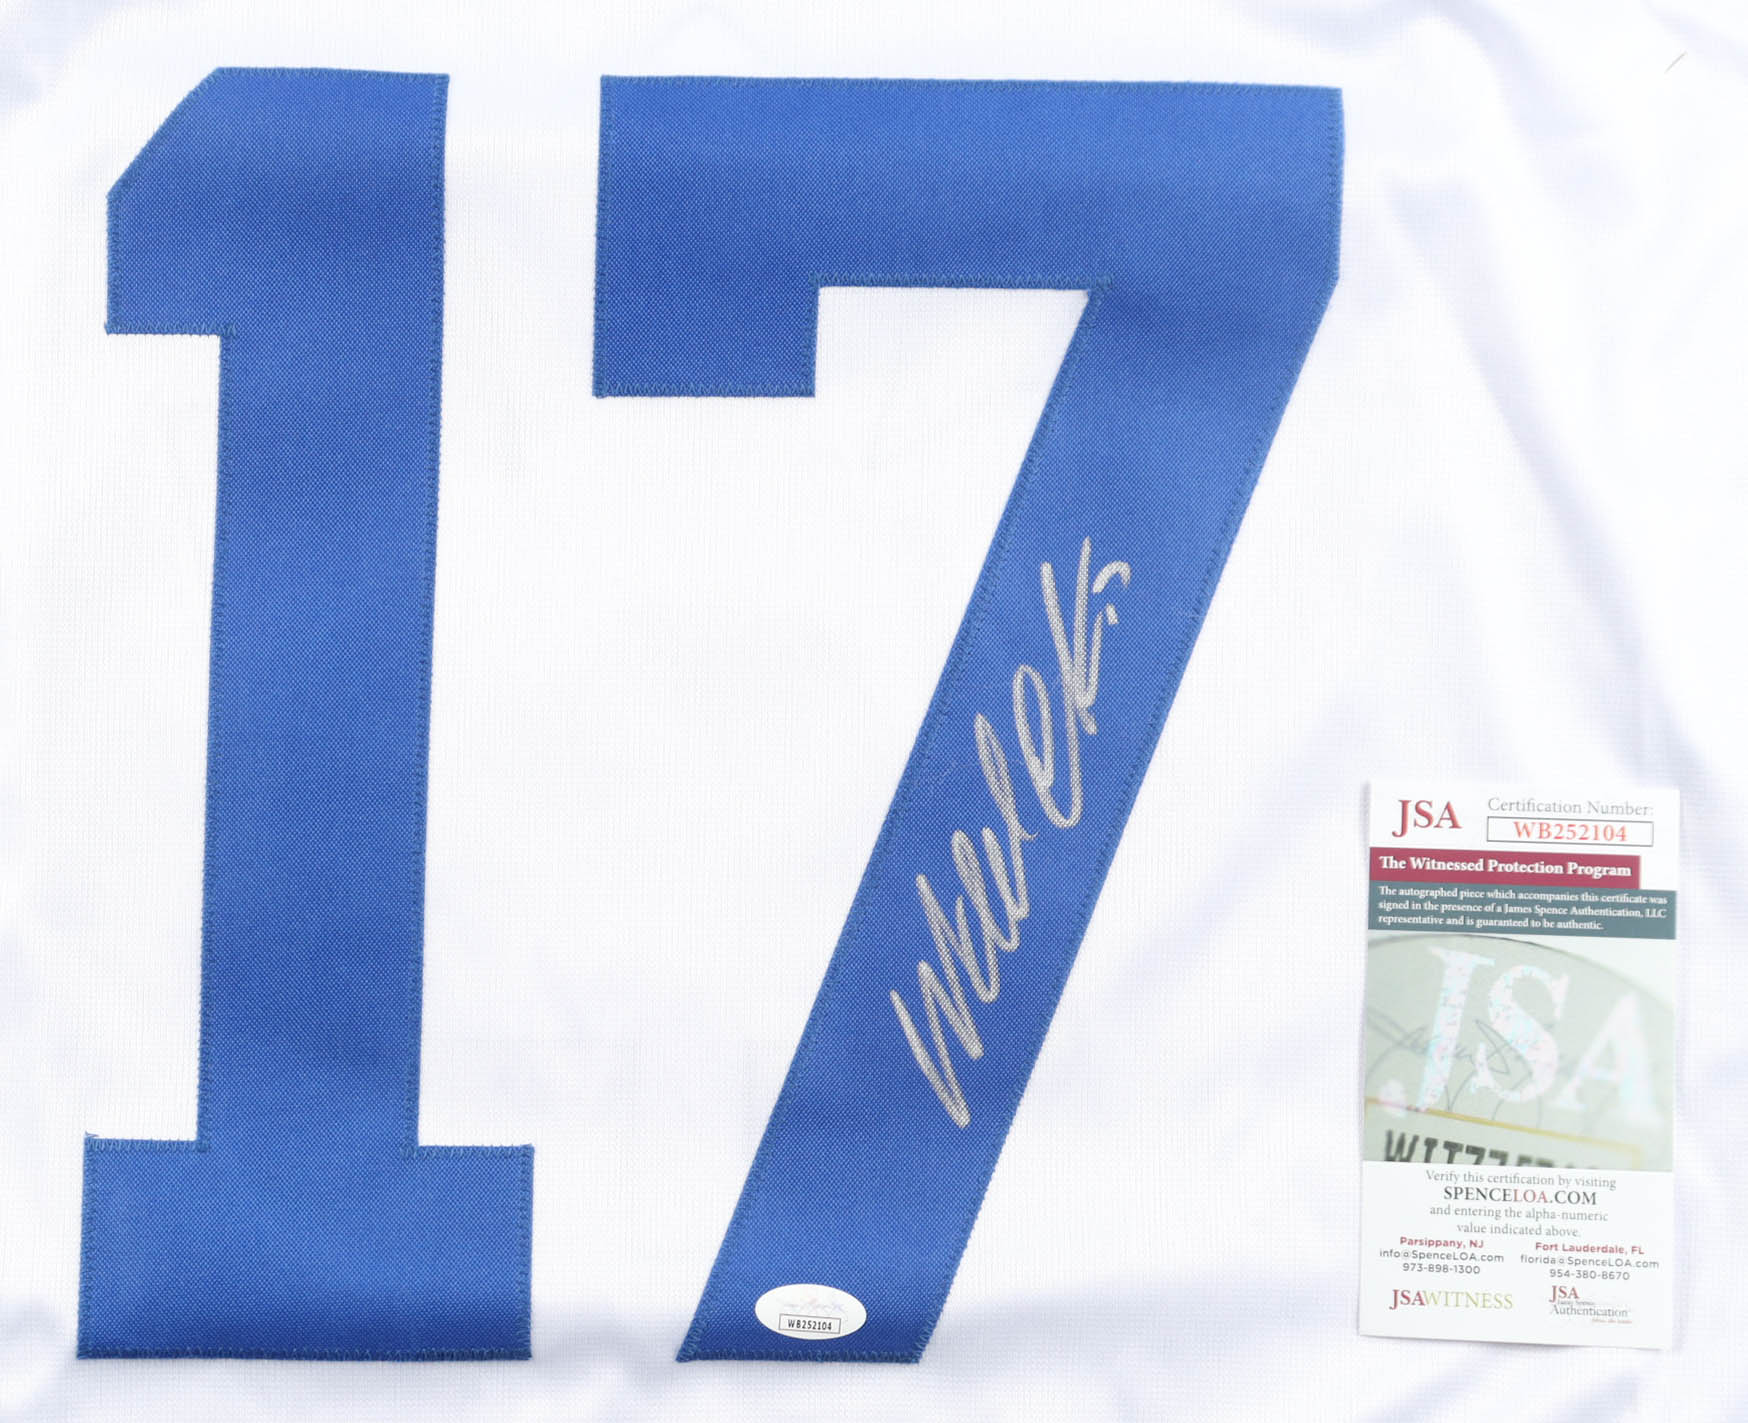 17
JSA
Certification Number:
WB252104
The Witnessed Protection Program
The autographed piece which accompanies this certificate was
signed in the presence of a James Spence Authentication, LLC
representative and is guaranteed to be authentic.
JSA
Verify this certification by visiting
SPENCELOA.COM
and entering the alpha-numeric
value indicated above.
Parsippany, NJ
info@SpenceLOA.com
973-898-1300
Fort Lauderdale, FL
florida@SpenceLOA.com
954-380-8670
JSAWITNESS
JSA
James Spence
Authentication
WB252104